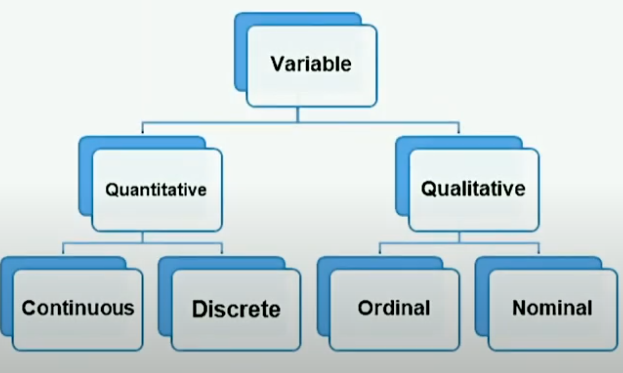 Variable
Quantitative
Qualitative
Continuous
Discrete
Ordinal
Nominal